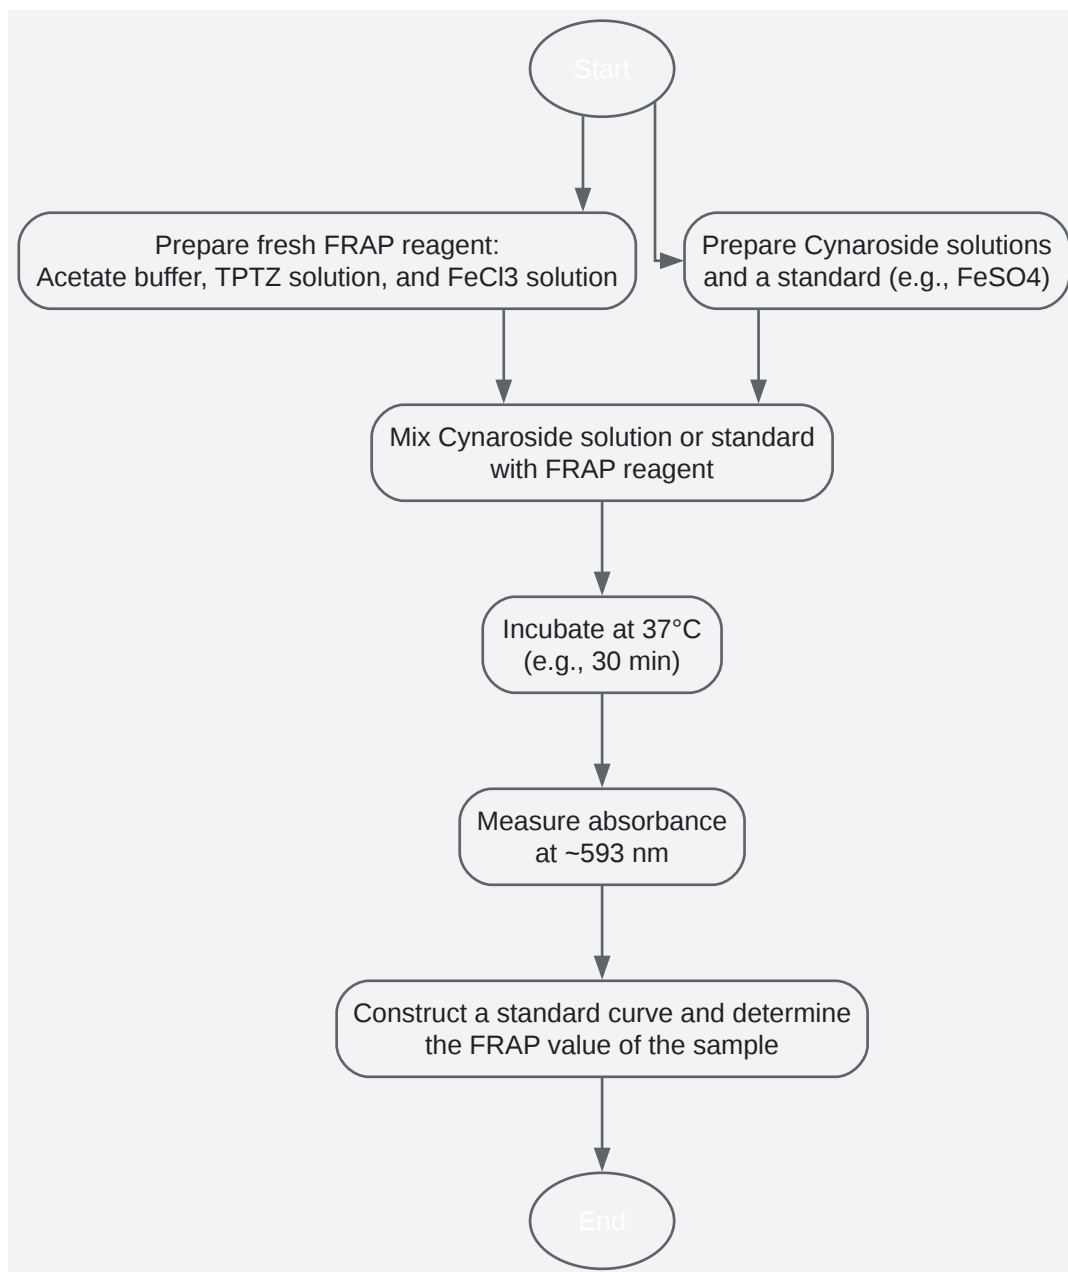 Start
Prepare fresh FRAP reagent:
Acetate buffer, TPTZ solution, and FeCl3 solution
Prepare Cynaroside solutions
and a standard (e.g., FeSO4)
Mix Cynaroside solution or standard
with FRAP reagent
Incubate at 37°C
(e.g., 30 min)
Measure absorbance
at ~593 nm
Construct a standard curve and determine
the FRAP value of the sample
End